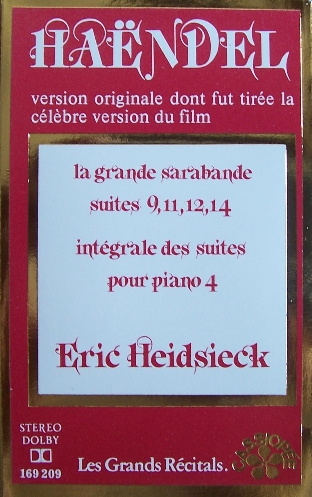 HAËNDEL
version originale dont fut tirée la
célèbre version du film
la grande sarabande
suites 9,11,12,14
intégrale des suites
pour piano 4
Eric Heidsieck
STEREO
DOLBY
169 209
Les Grands Récitals.
CASSIOPEE